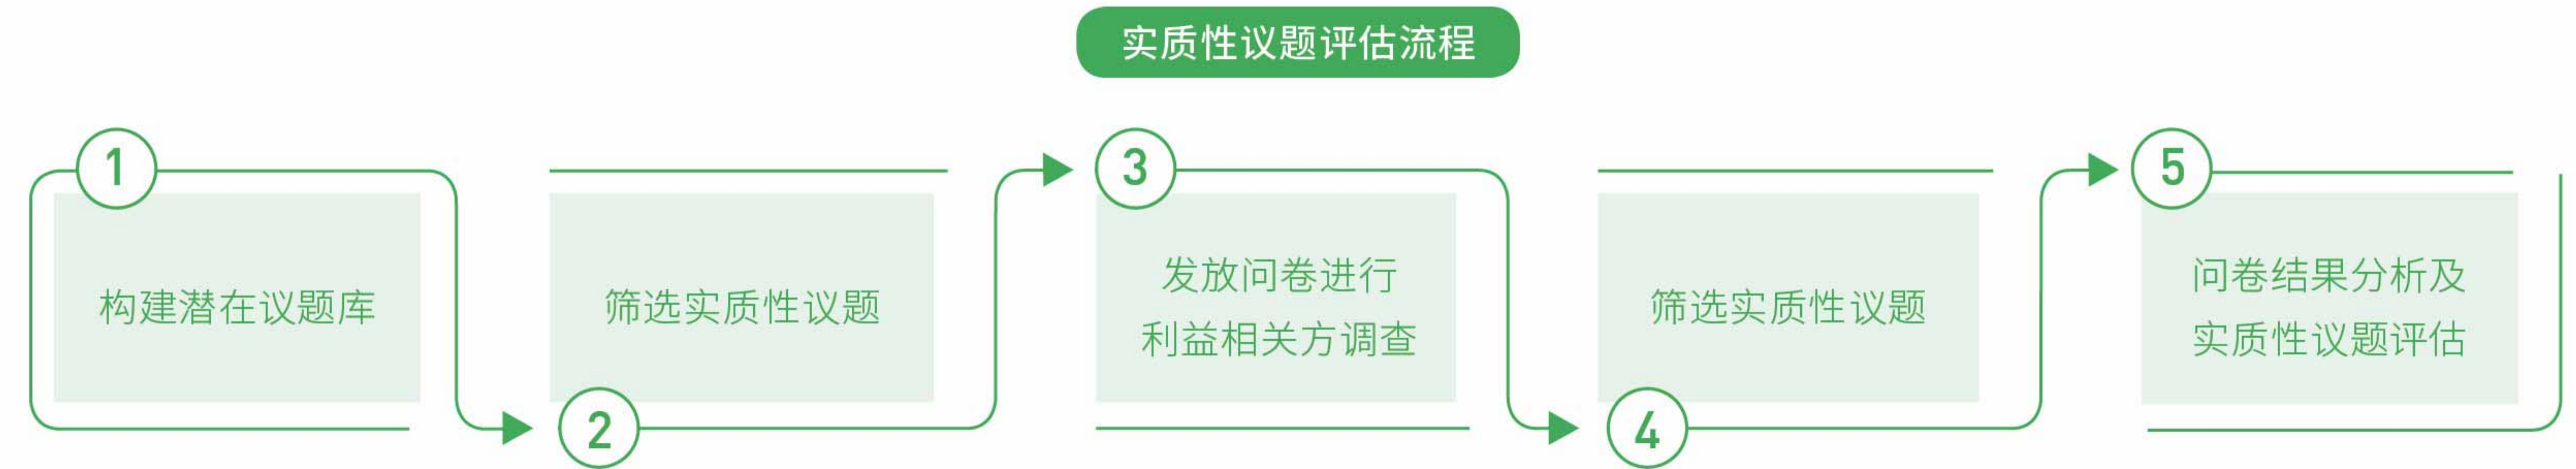 实质性议题评估流程
1
构建潜在议题库
筛选实质性议题
2
3
发放问卷进行
利益相关方调查
筛选实质性议题
4
5
问卷结果分析及
实质性议题评估